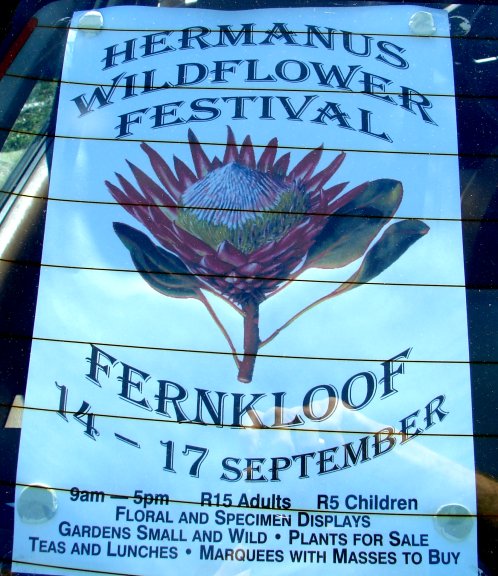 HERMANUS
WILDFLOWER
FESTIVAL
FERNKLOOF
14 – 17 SEPTEMBER
9am — 5pm R15 Adults R5 Children
FLORAL AND SPECIMEN DISPLAYS
GARDENS SMALL AND WILD • PLANTS FOR SALE
TEAS AND LUNCHES • MARQUEES WITH MASSES TO BUY